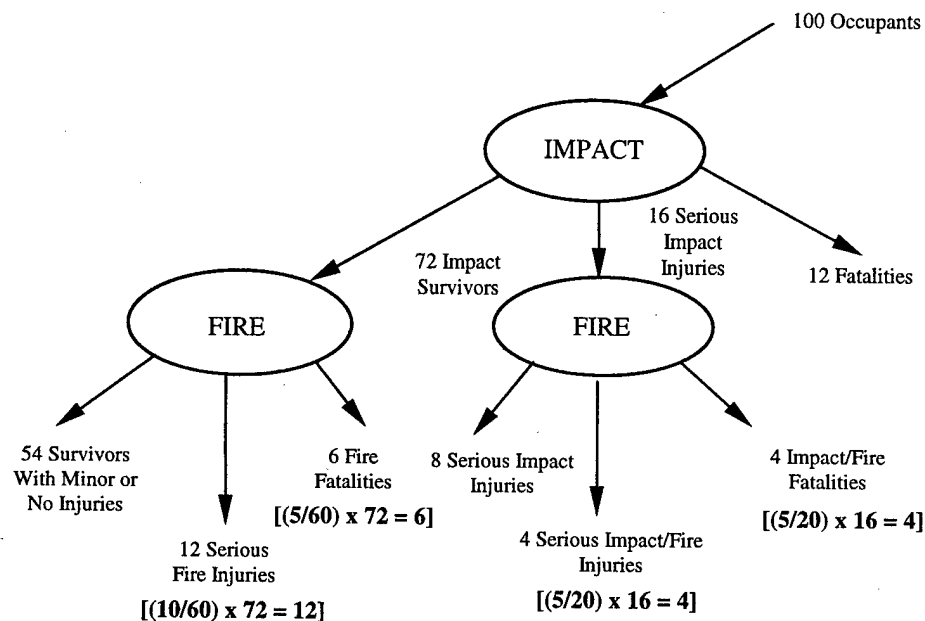 100 Occupants
IMPACT
72 Impact
Survivors
16 Serious
Impact
Injuries
12 Fatalities
FIRE
FIRE
54 Survivors
With Minor or
No Injuries
12 Serious
Fire Injuries
[(10/60) x 72 = 12]
6 Fire
Fatalities
[(5/60) x 72 = 6]
8 Serious Impact
Injuries
4 Serious Impact/Fire
Injuries
[(5/20) x 16 = 4]
4 Impact/Fire
Fatalities
[(5/20) x 16 = 4]